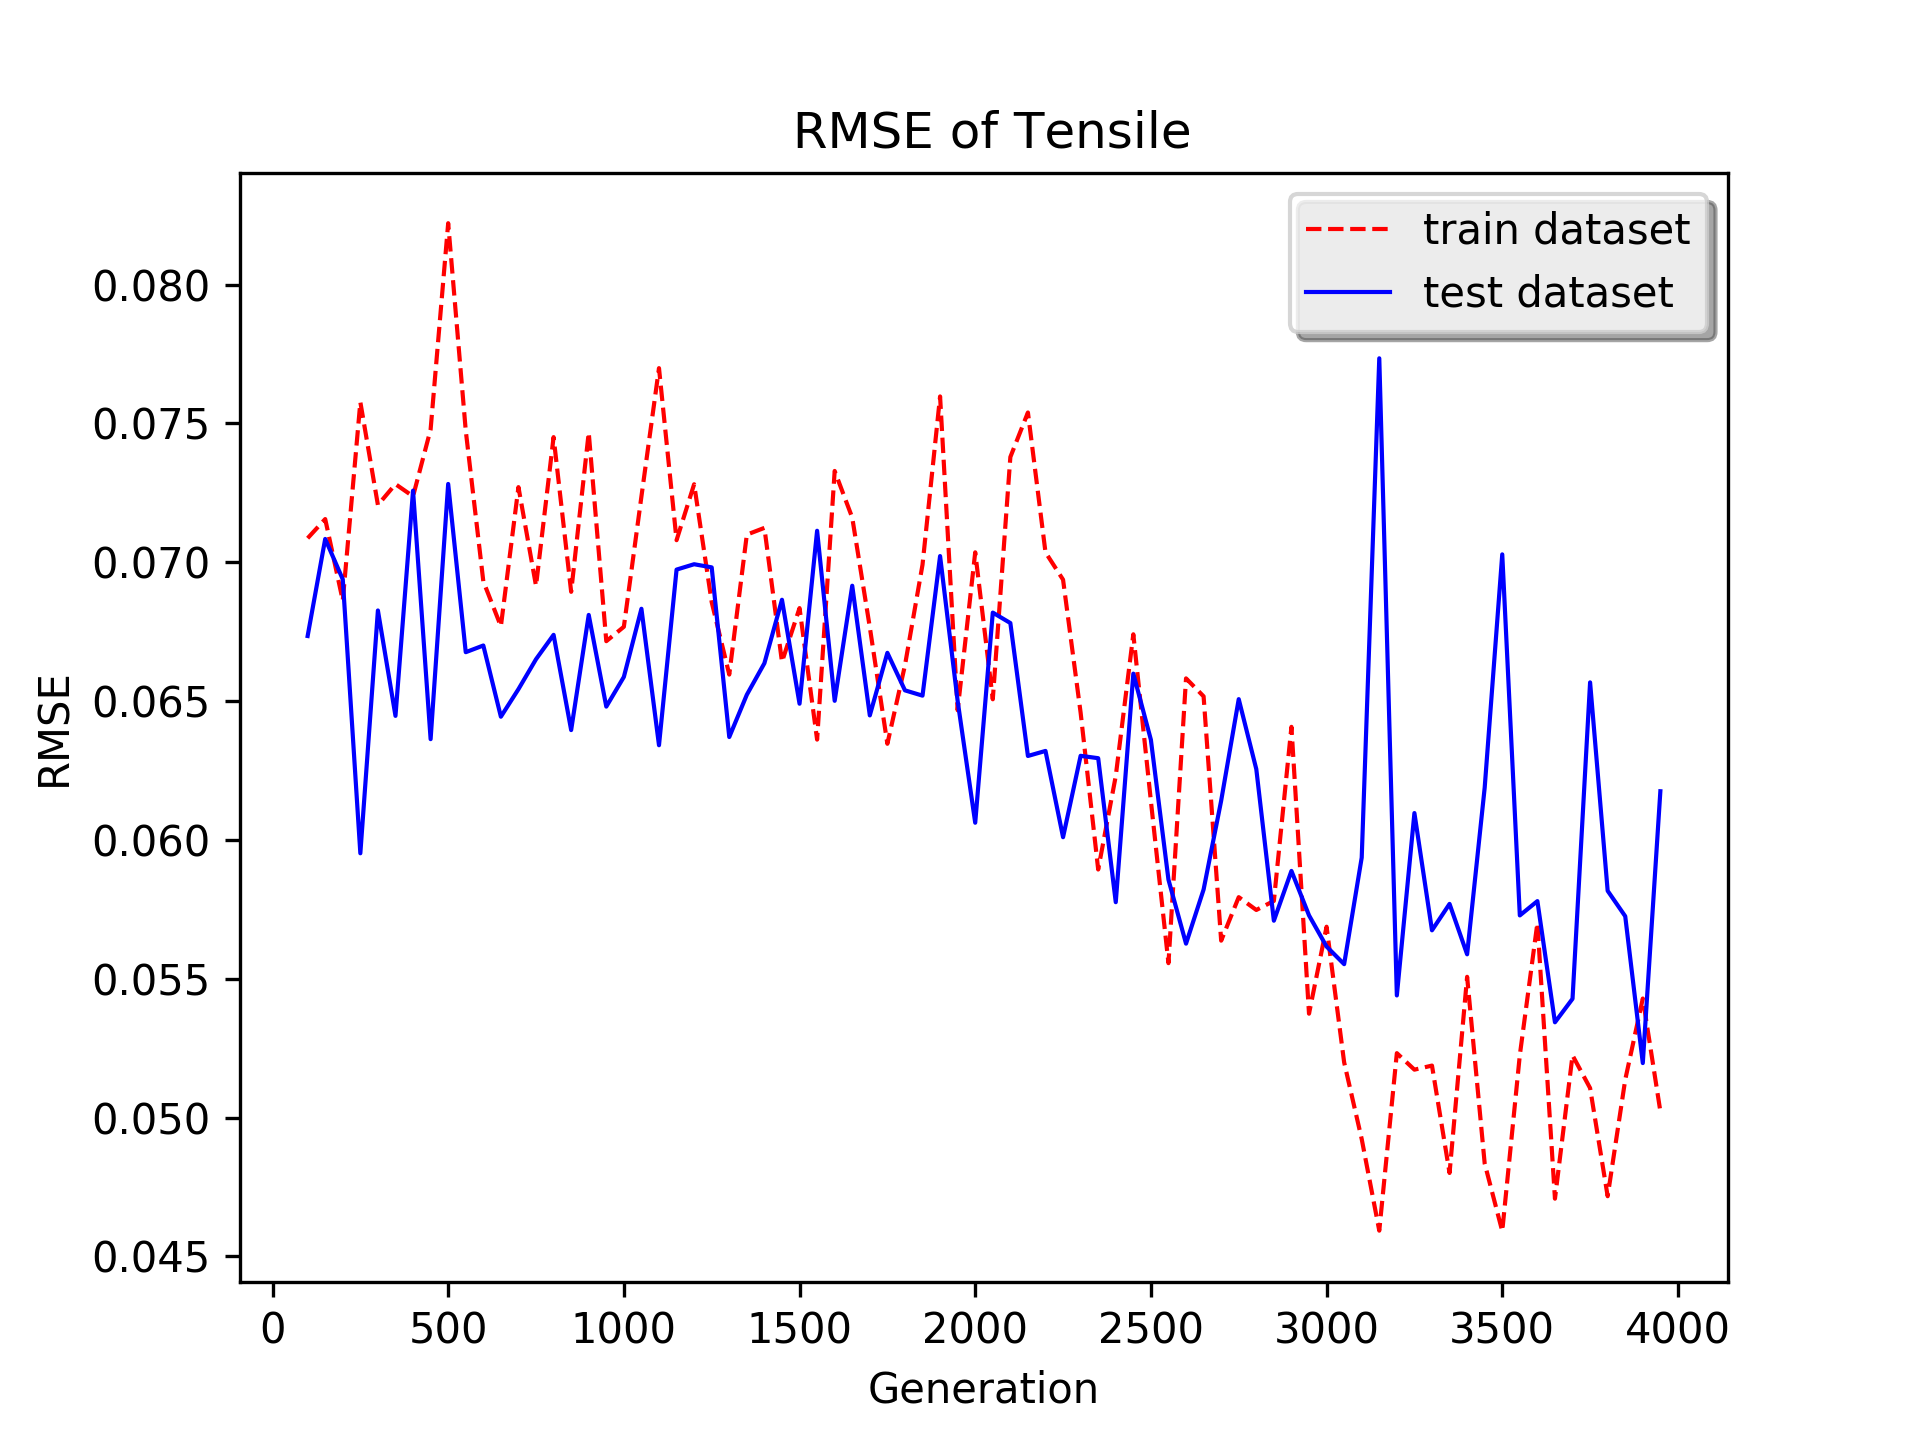 RMSE of Tensile
train dataset
test dataset
0.080
0.075
0.070
0.065
0.060
0.055
0.050
0.045
RMSE
0 500 1000 1500 2000 2500 3000 3500 4000
Generation